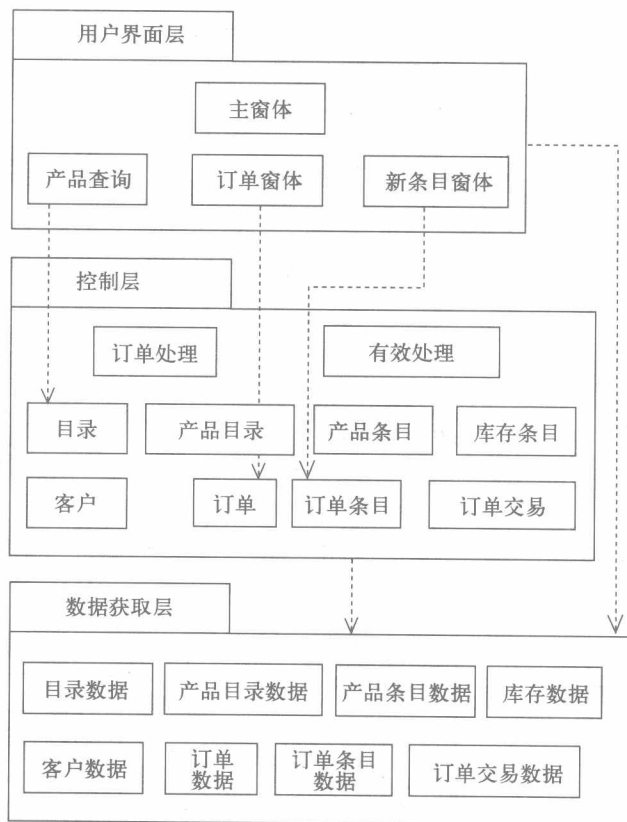 用户界面层
主窗体
产品查询
订单窗体
新条目窗体
控制层
订单处理
有效处理
目录
产品目录
产品条目
库存条目
客户
订单
订单条目
订单交易
数据获取层
目录数据
产品目录数据
产品条目数据
库存数据
客户数据
订单
数据
订单条目
数据
订单交易数据